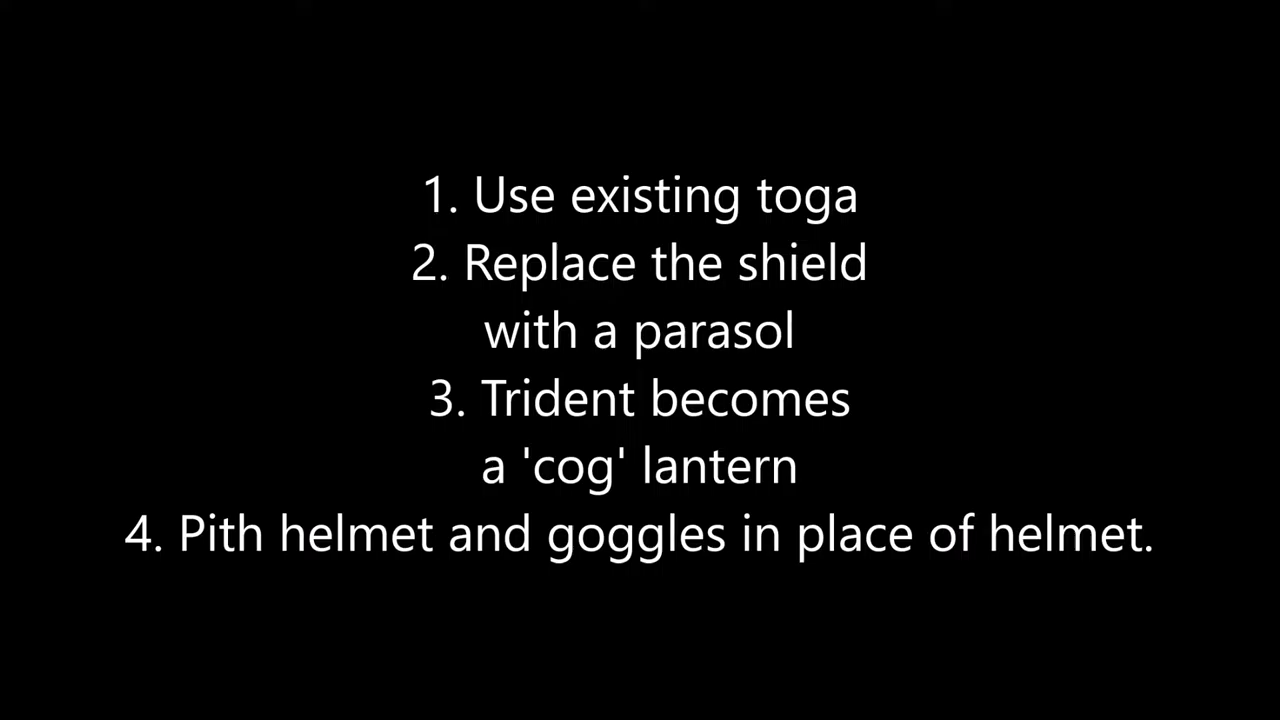 1. Use existing toga
2. Replace the shield
with a parasol
3. Trident becomes
a 'cog' lantern
4. Pith helmet and goggles in place of helmet.